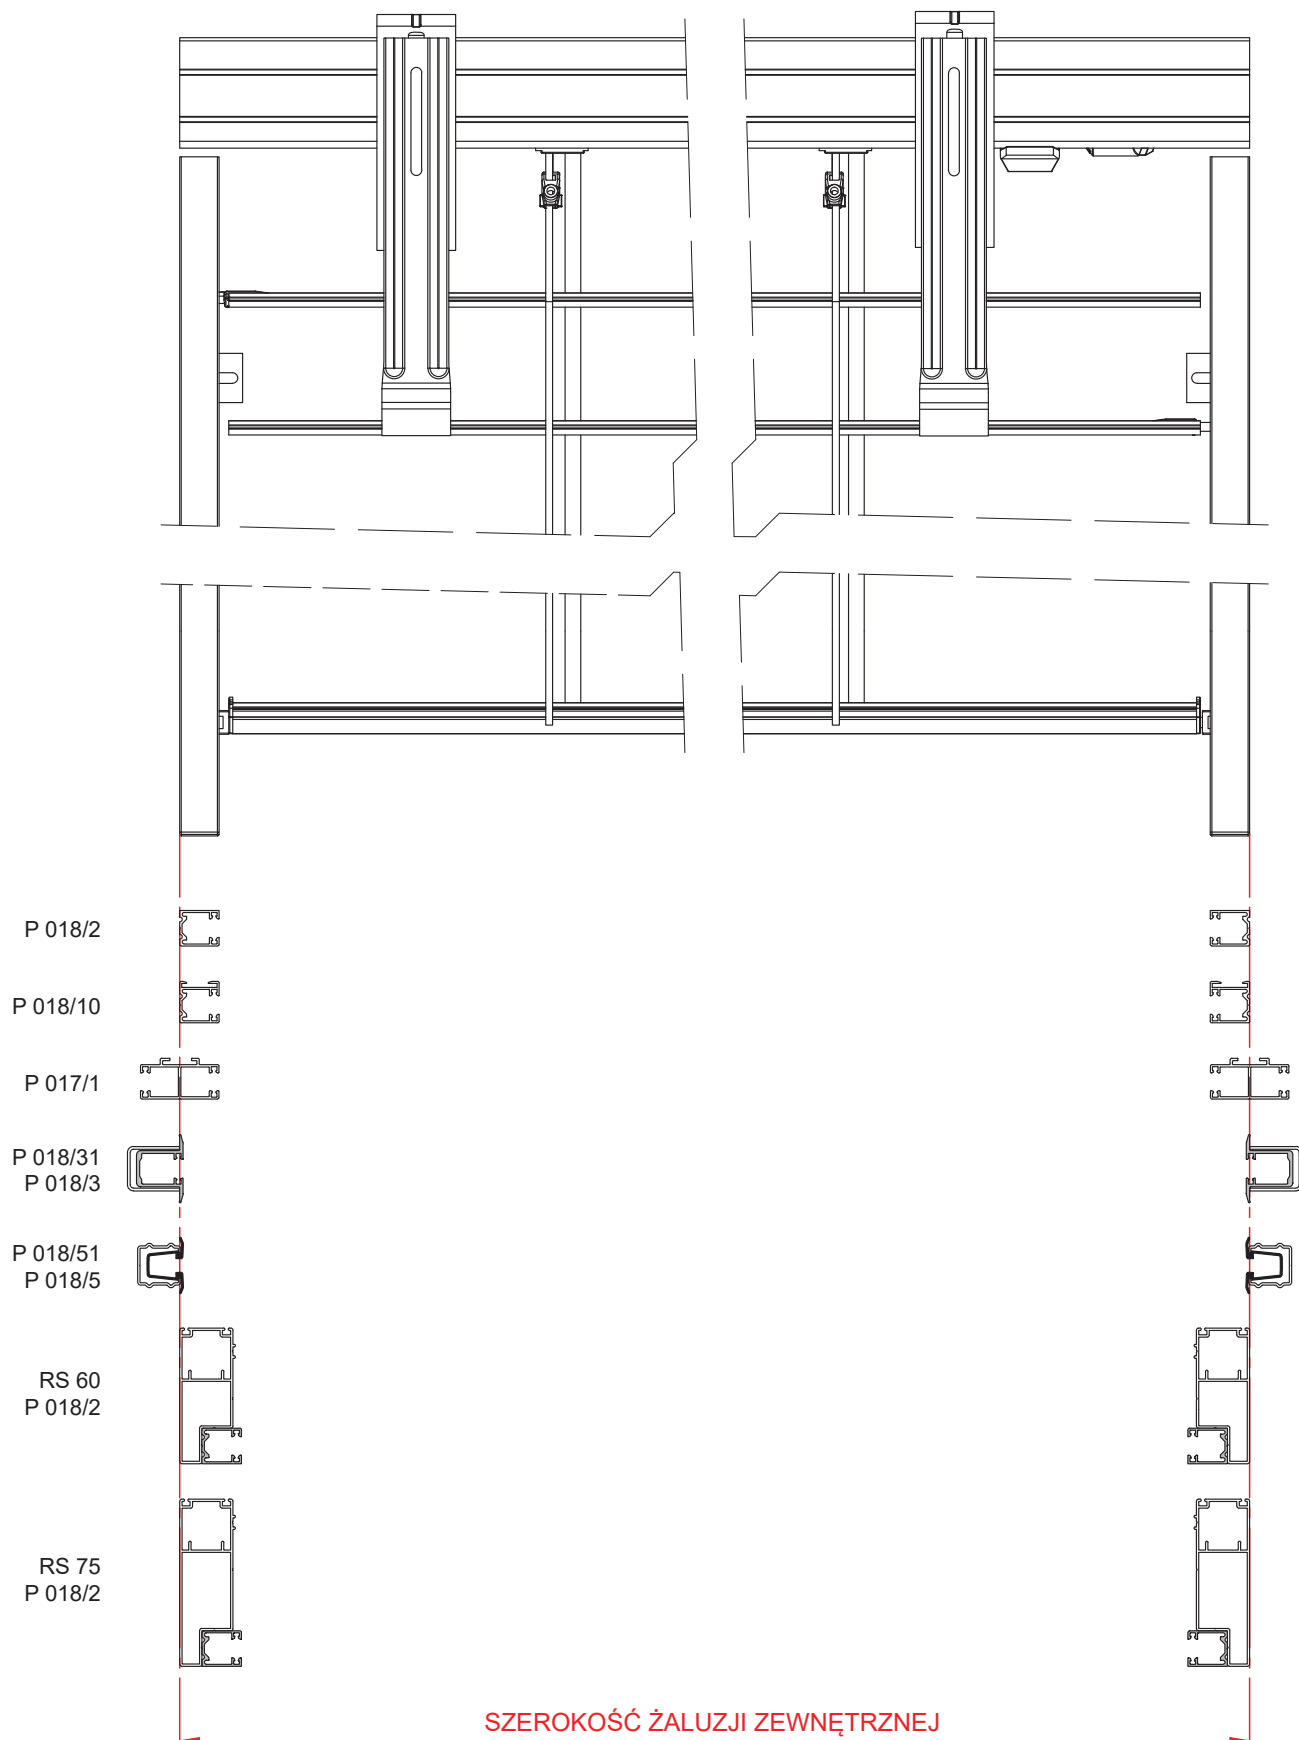 P 018/2
P 018/10
P 017/1
P 018/31
P 018/3
P 018/51
P 018/5
RS 60
P 018/2
RS 75
P 018/2
SZEROKOŚĆ ŻALUZJI ZEWNĘTRZNEJ